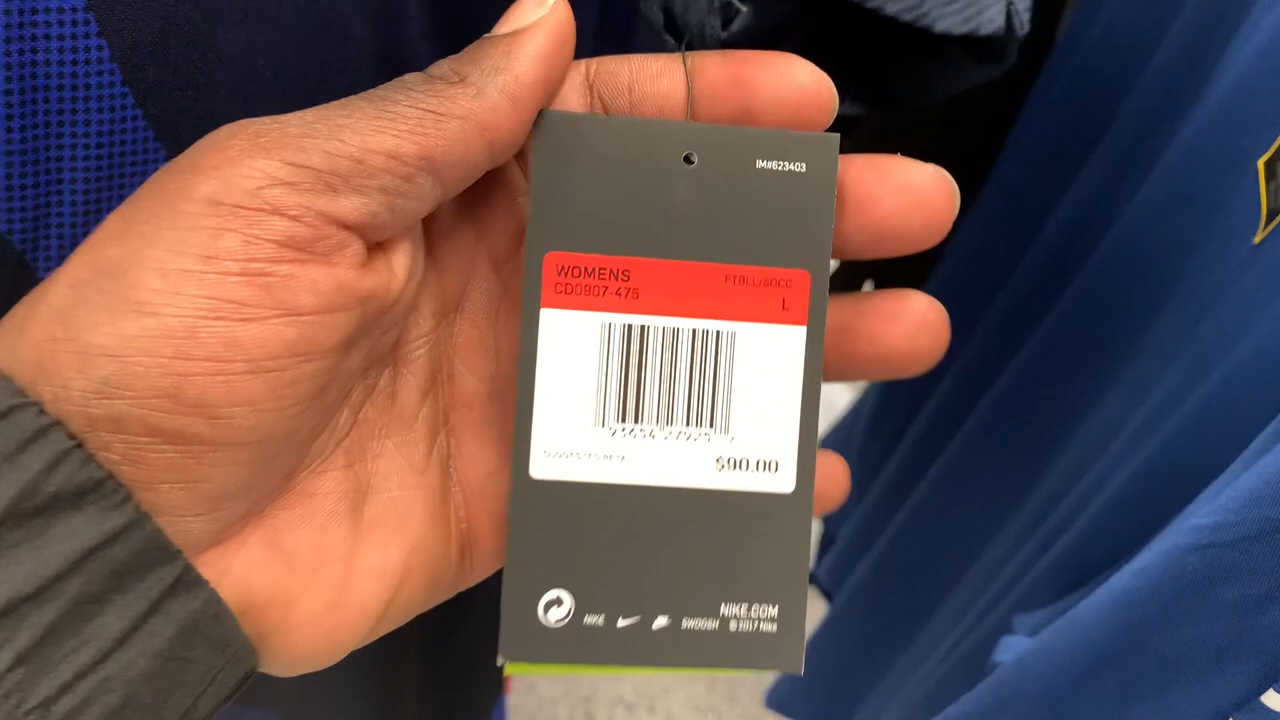 IM#623403
WOMENS FTBLL/SOCC
CD0907-475 L
$90.00
NIKE.COM
NIKE SWOOSH © 2017 Nike